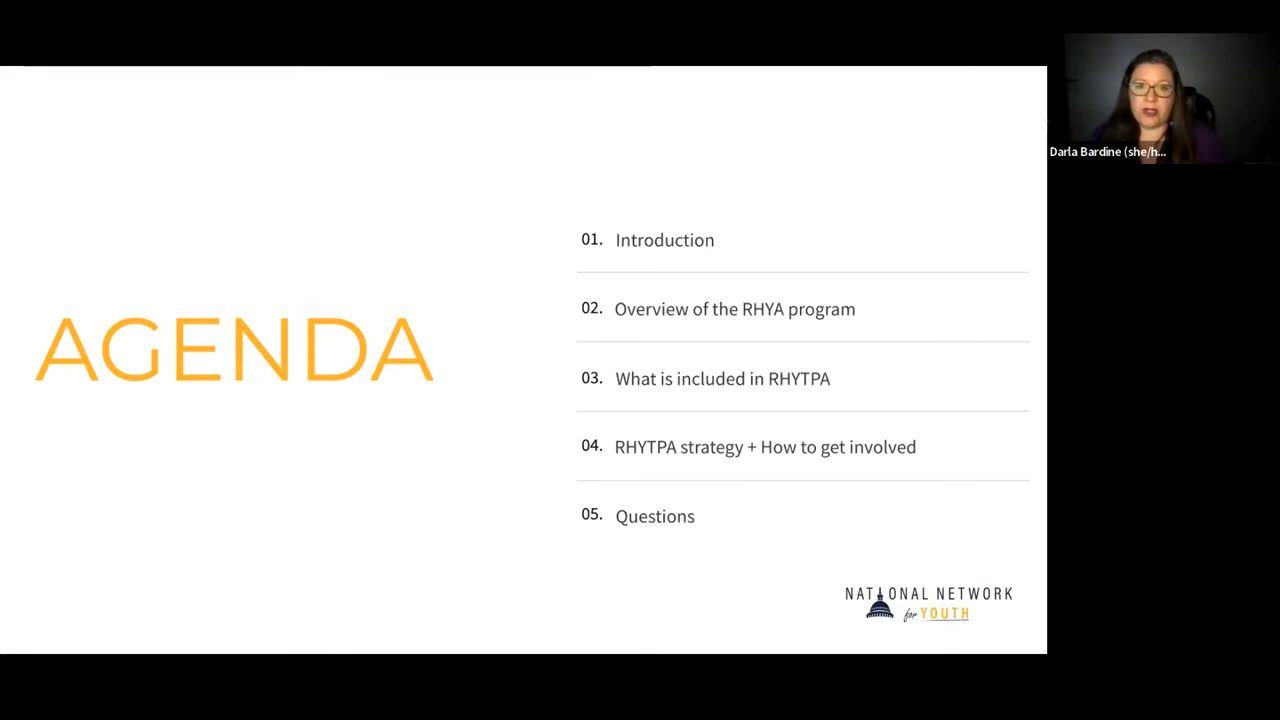 AGENDA
01. Introduction
02. Overview of the RHYA program
03. What is included in RHYTPA
04. RHYTPA strategy + How to get involved
05. Questions
NATIONAL NETWORK
for YOUTH
Darla Bardine (she/h...